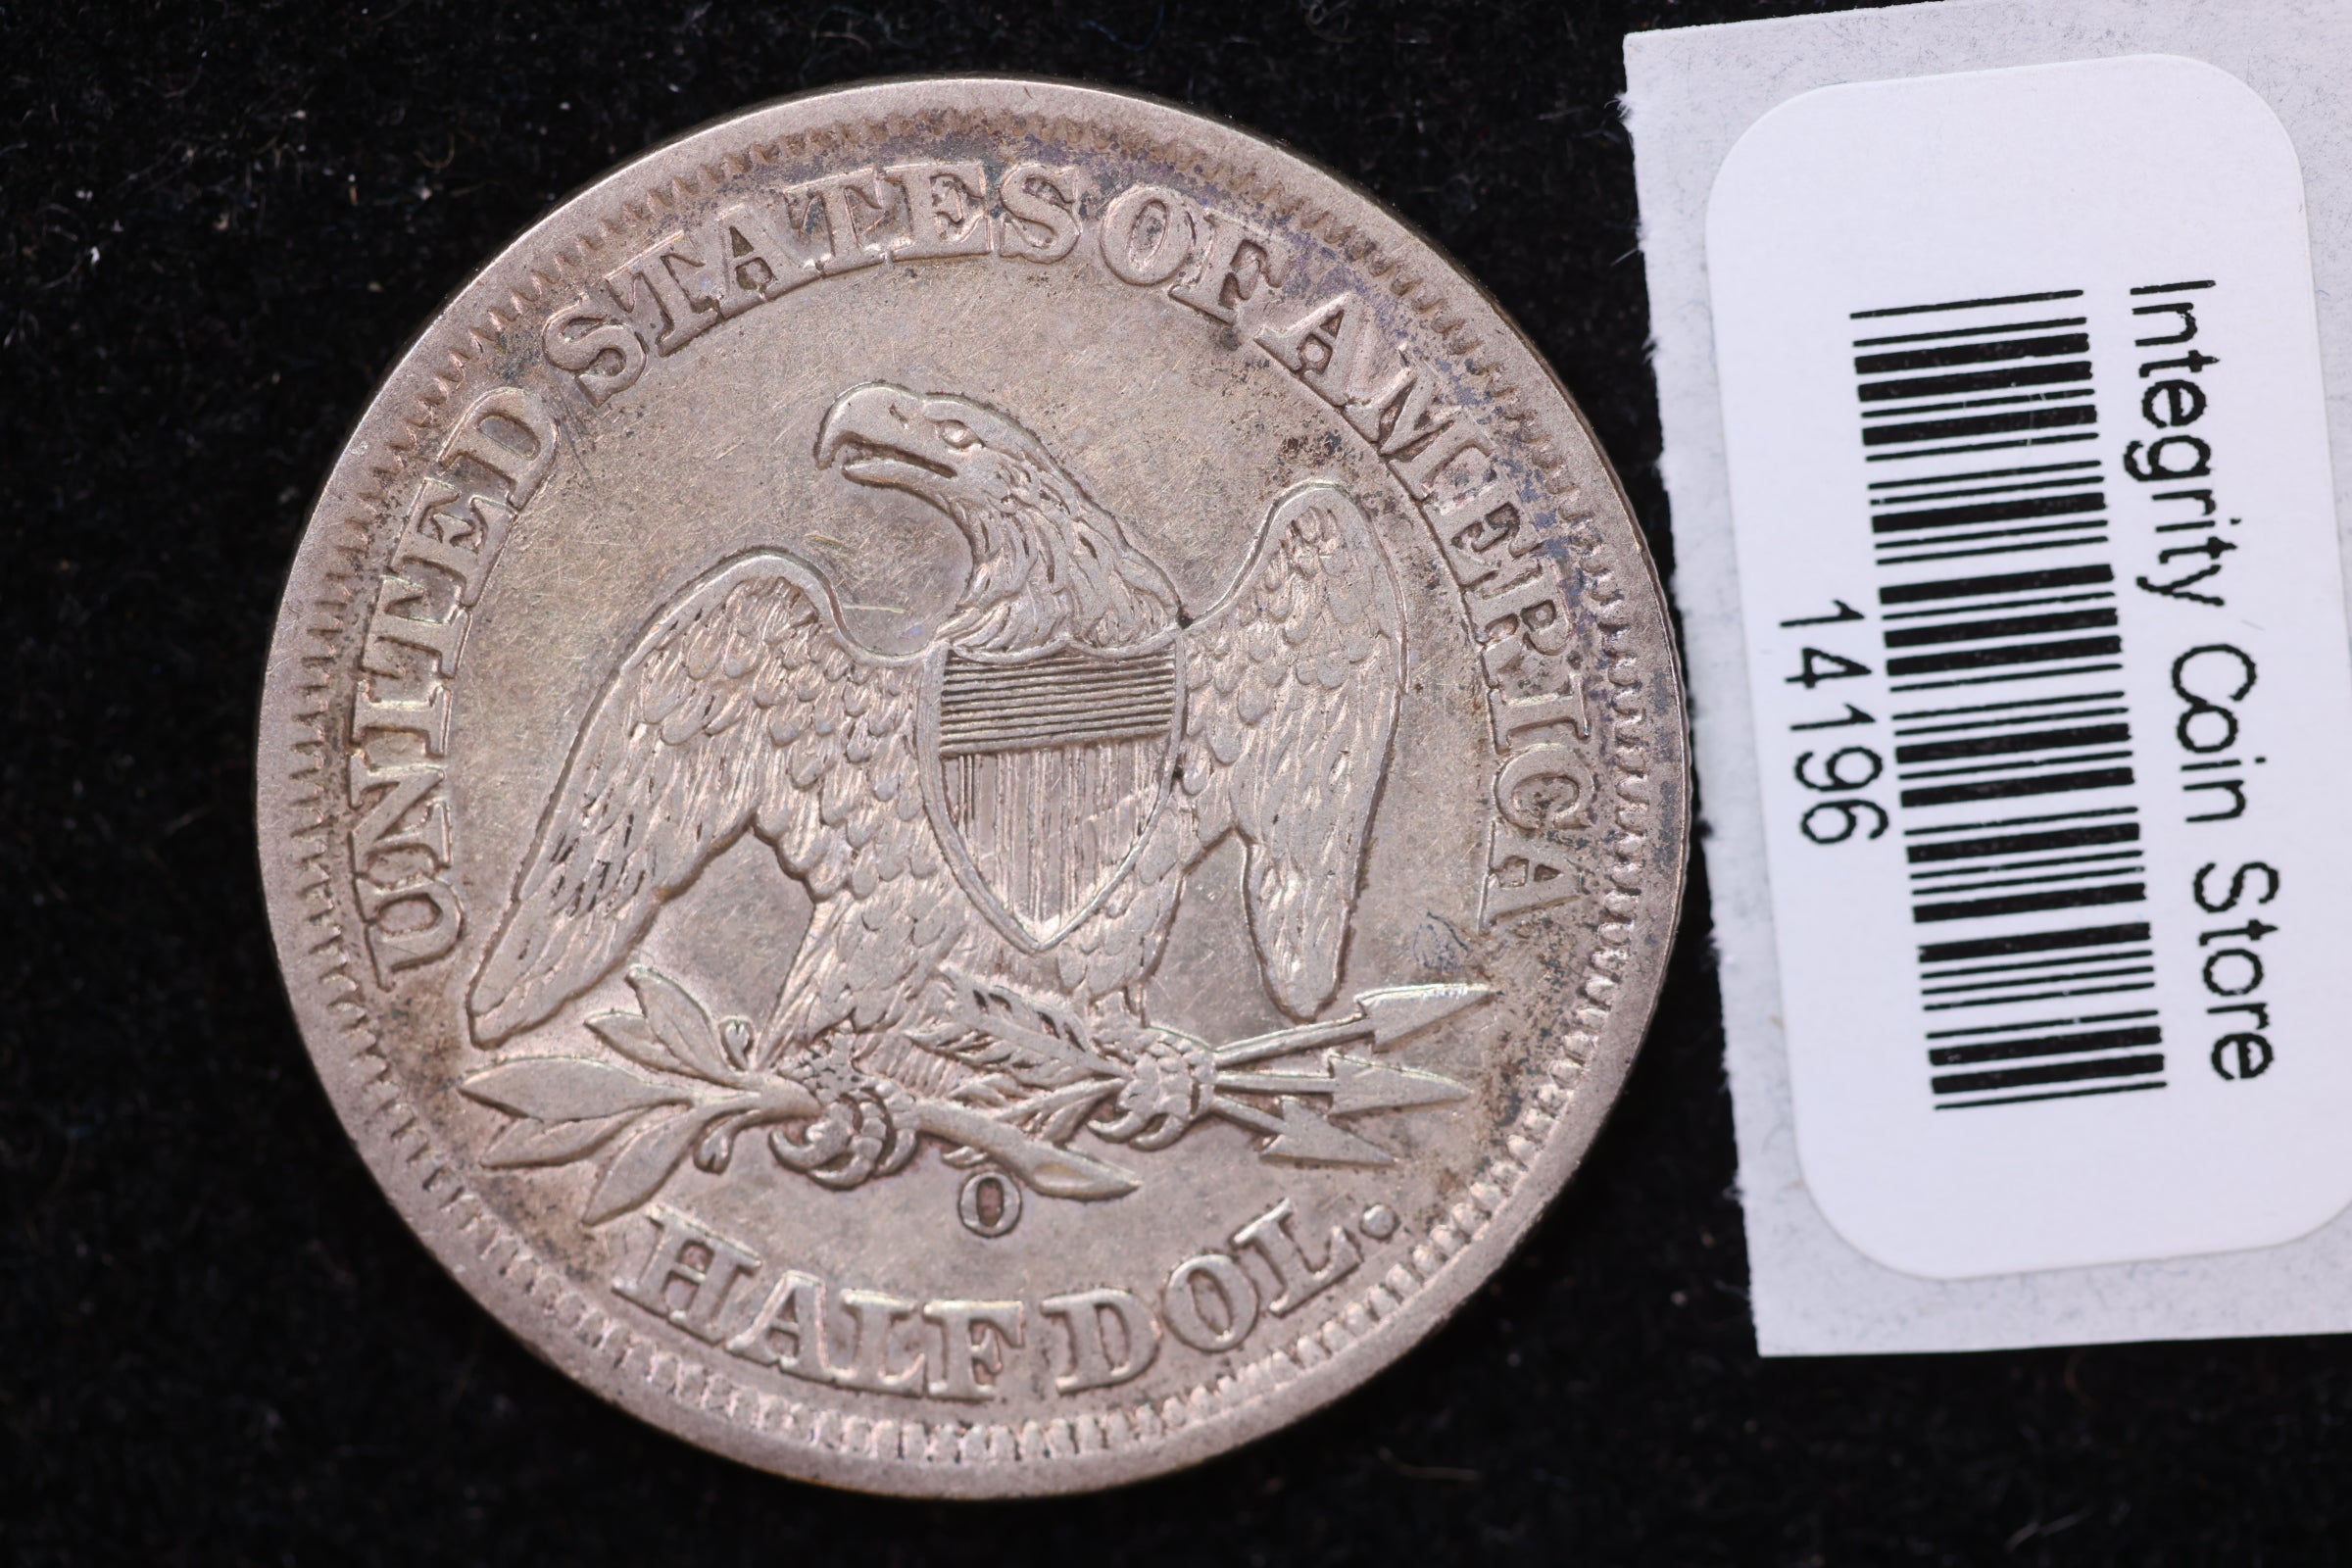 UNITED STATES OF AMERICA
O
HALF DOL.
Integrity Coin Store
14196